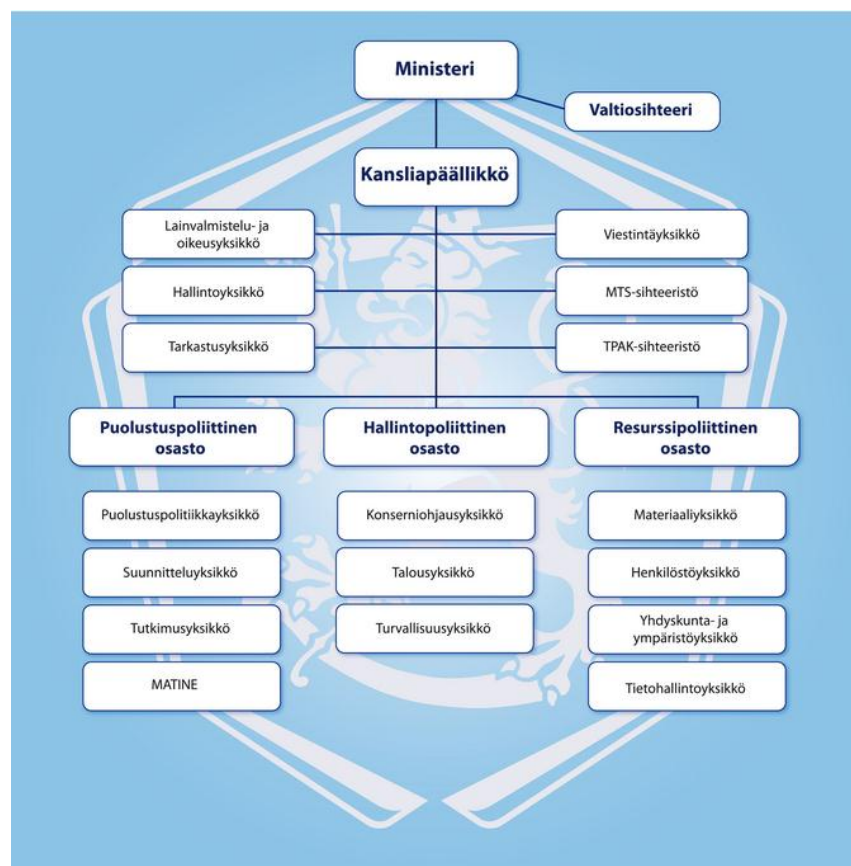 Ministeri
Valtiosihteeri
Kansliapäällikkö
Lainvalmistelu- ja
oikeusyksikkö
Viestintäyksikkö
Hallintoyksikkö
MTS-sihteeristö
Tarkastusyksikkö
TPAK-sihteeristö
Puolustuspoliittinen
osasto
Hallintopoliittinen
osasto
Resurssipoliittinen
osasto
Puolustuspolitiikkayksikkö
Suunnitteluyksikkö
Tutkimusyksikkö
MATINE
Konserniohjausyksikkö
Talousyksikkö
Turvallisuusyksikkö
Materiaaliyksikkö
Henkilöstöyksikkö
Yhdyskunta- ja
ympäristöyksikkö
Tietohallintoyksikkö